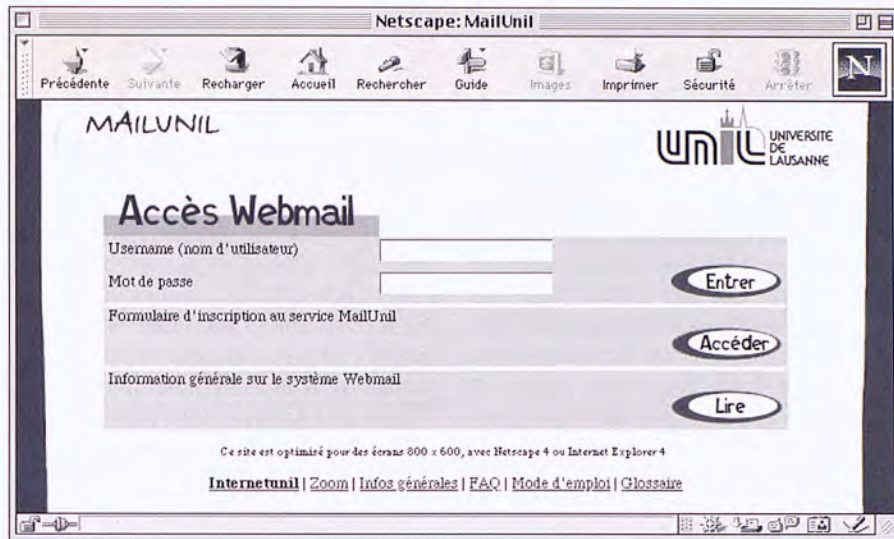 Netscape: MailUnil
Précédente Suivante Recharger Accueil Rechercher Guide Images Imprimer Sécurité Arrêter
N
MAILUNIL
unil UNIVERSITE
DE
LAUSANNE
Accès Webmail
Username (nom d'utilisateur)
Mot de passe
Entrer
Formulaire d'inscription au service MailUnil
Accéder
Information générale sur le système Webmail
Lire
Ce site est optimisé pour des écrans 800 x 600, avec Netscape 4 ou Internet Explorer 4
Internetunil | Zoom | Infos générales | FAQ | Mode d'emploi | Glossaire